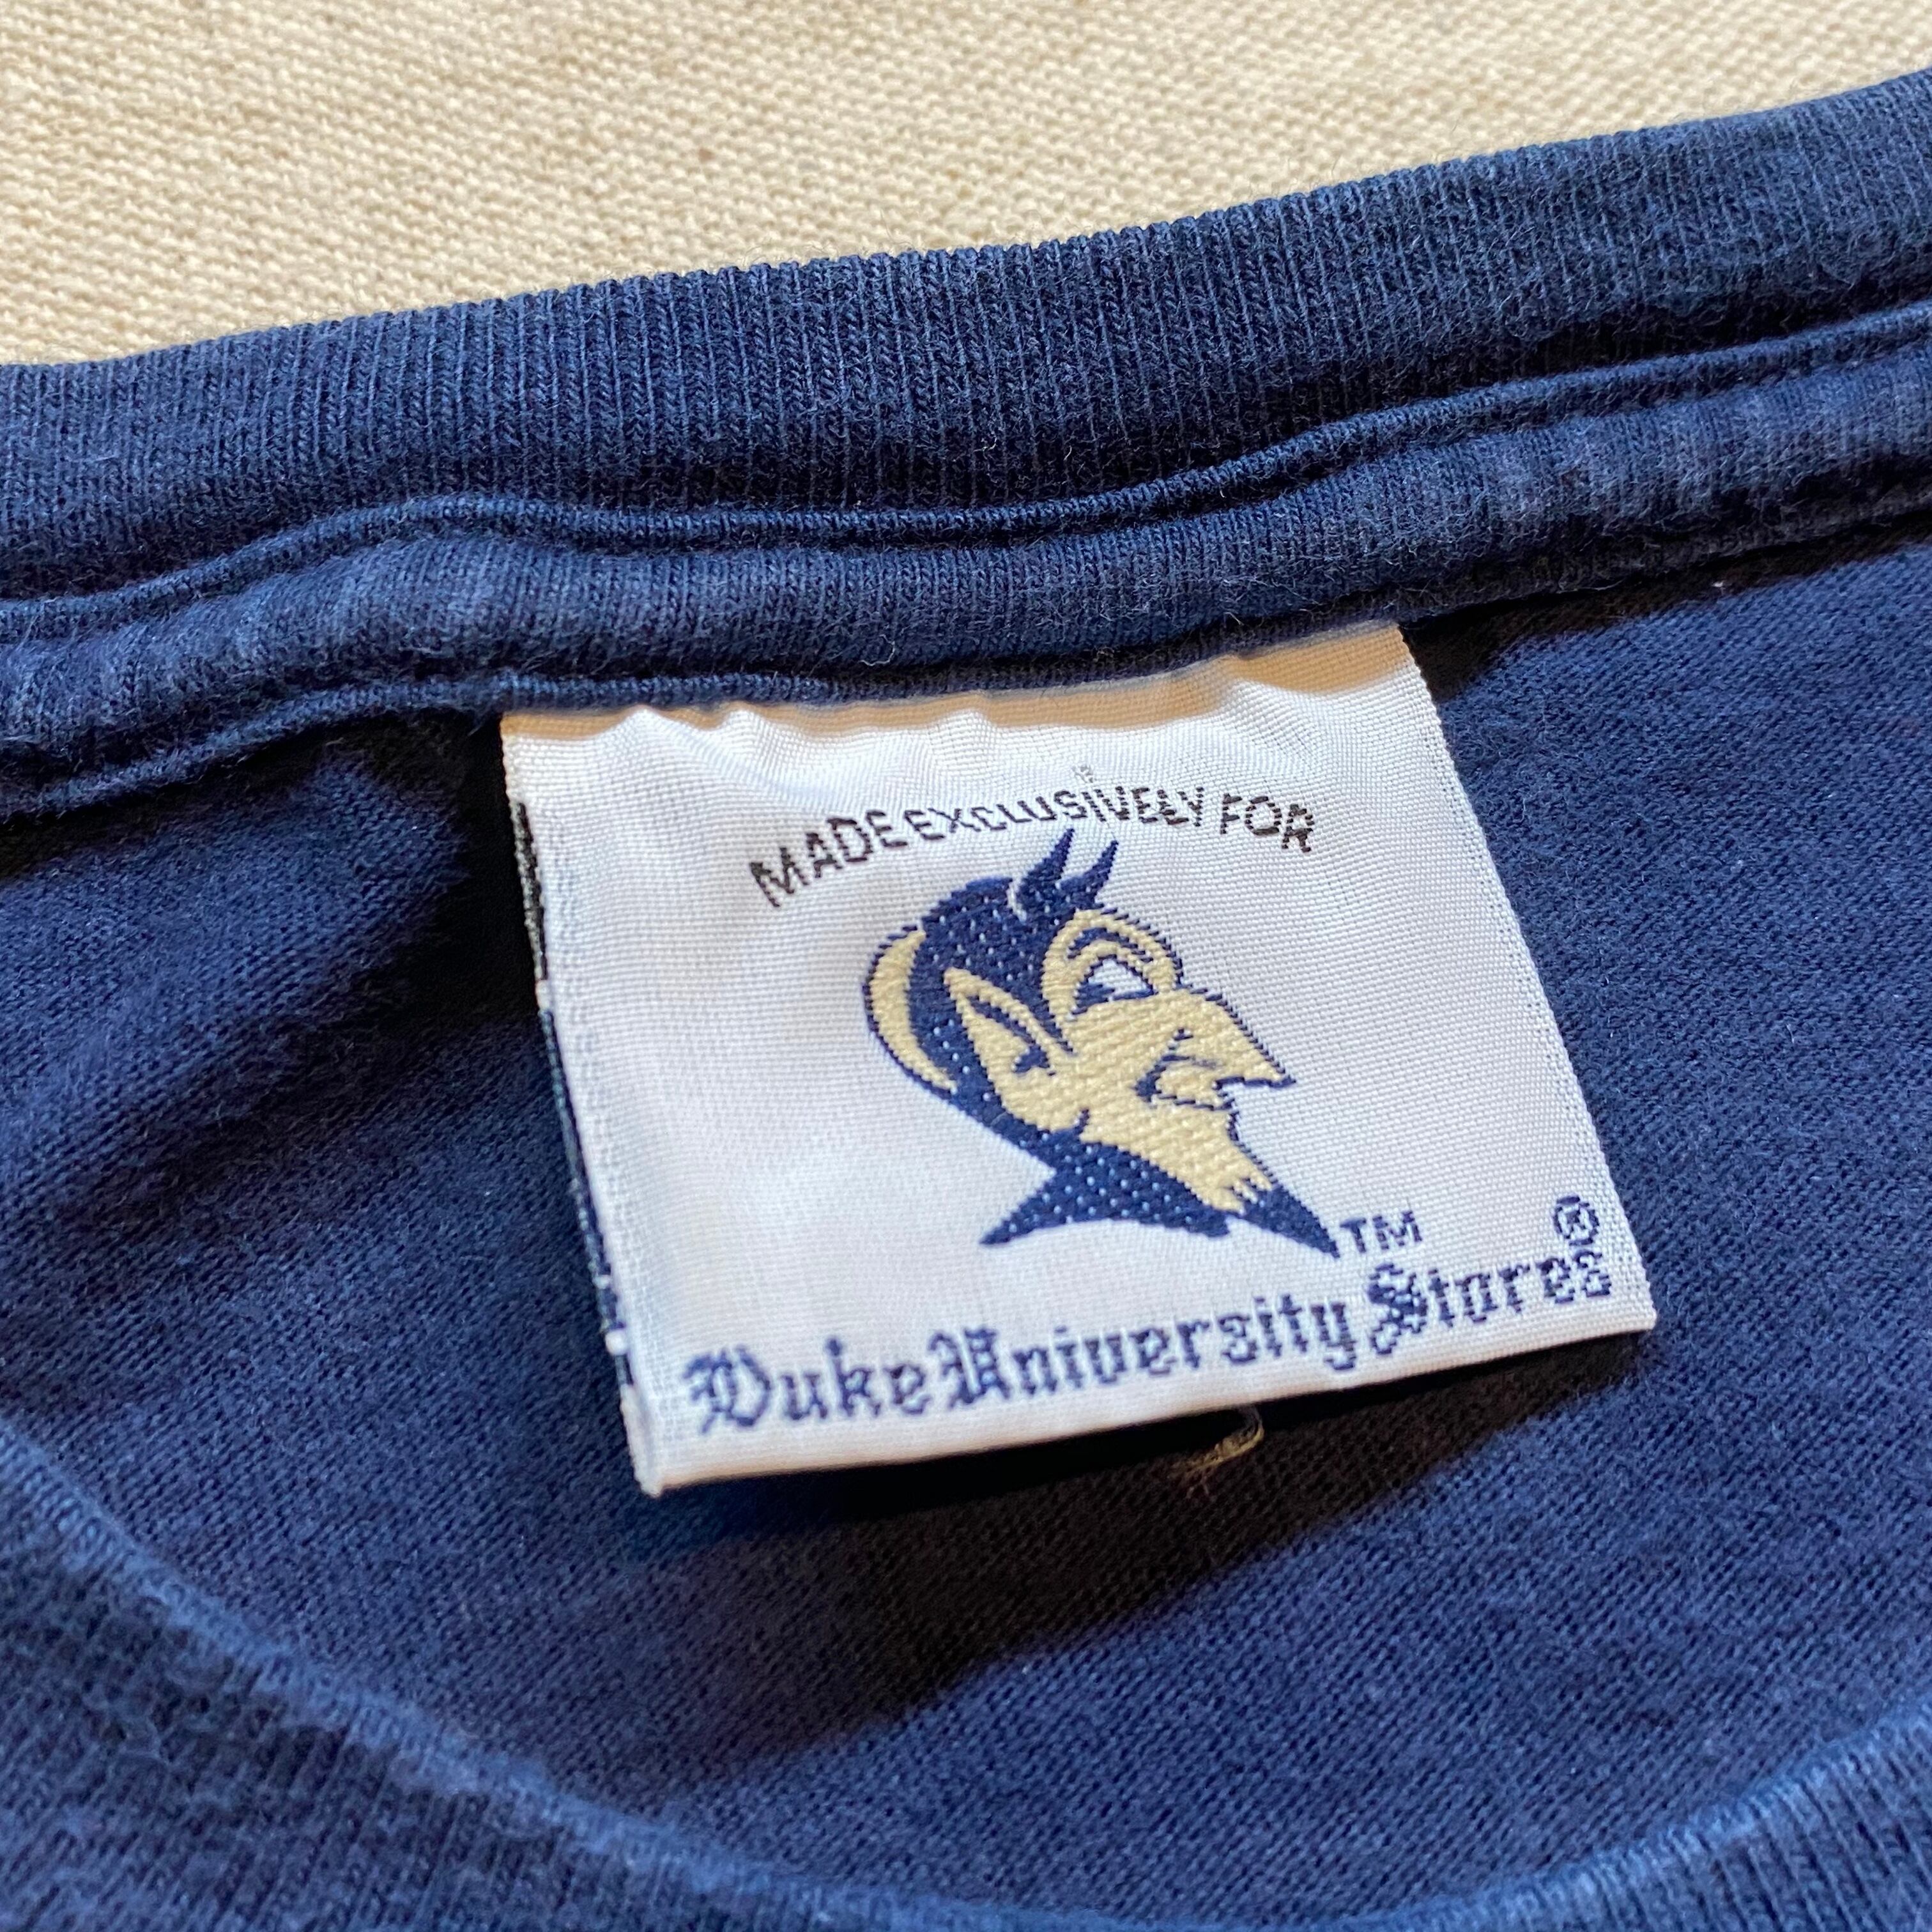 MADE EXCLUSIVELY FOR
TM
Duke University Stores®